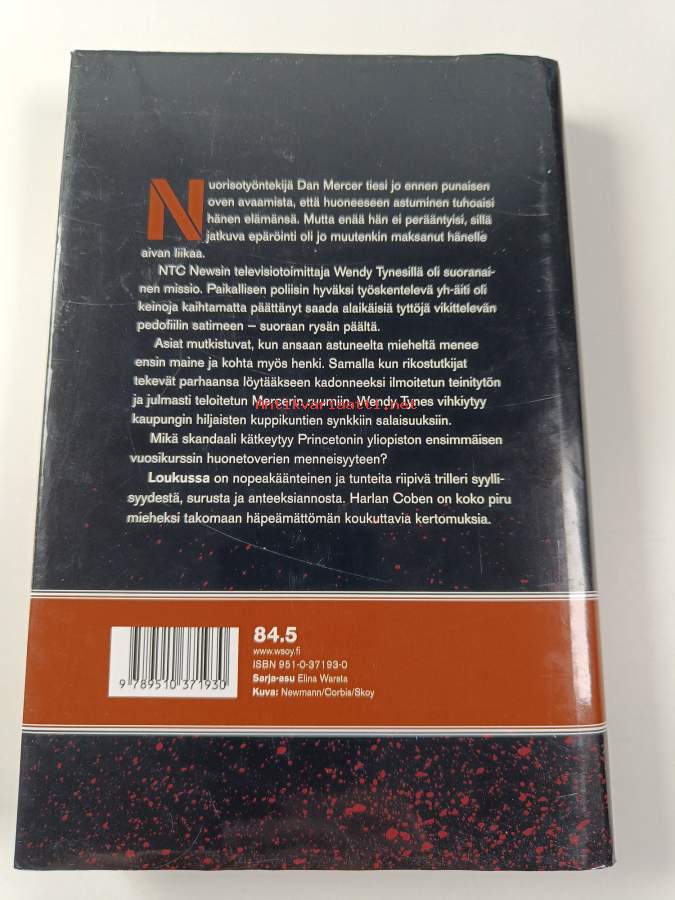 Nuorisotyöntekijä Dan Mercer tiesi jo ennen punaisen
oven avaamista, että huoneeseen astuminen tuhoaisi
hänen elämänsä. Mutta enää hän ei perääntyisi, sillä
jatkuva epäröinti oli jo muutenkin maksanut hänelle
aivan liikaa.
NTC Newsin televisiotoimittaja Wendy Tynesillä oli suoranai-
nen missio. Paikallisen poliisin hyväksi työskentelevä yh-äiti oli
keinoja kaihtamatta päättänyt saada alaikäisiä tyttöjä vikittelevän
pedofiilin satimeen – suoraan rysän päältä.
Asiat mutkistuvat, kun ansaan astuneelta mieheltä menee
ensin maine ja kohta myös henki. Samalla kun rikostutkijat
tekevät parhaansa löytääkseen kadonneeksi ilmoitetun teinitytön
ja julmasti teloitetun Mercerin ruumiin, Wendy Tynes vihkiytyy
Antikvariaatti.net
kaupungin hiljaisten kuppikuntien synkkiin salaisuuksiin.
Mikä skandaali kätkeytyy Princetonin yliopiston ensimmäisen
vuosikurssin huonetoverien menneisyyteen?
Loukussa on nopeakäänteinen ja tunteita riipivä trilleri syylli-
syydestä, surusta ja anteeksiannosta. Harlan Coben on koko piru
mieheksi takomaan häpeämättömän koukuttavia kertomuksia.
84.5
www.wsoy.fi
ISBN 951-0-37193-0
Sarja-asu Elina Warsta
Kuva: Newmann/Corbis/Skoy
9 789510 371930